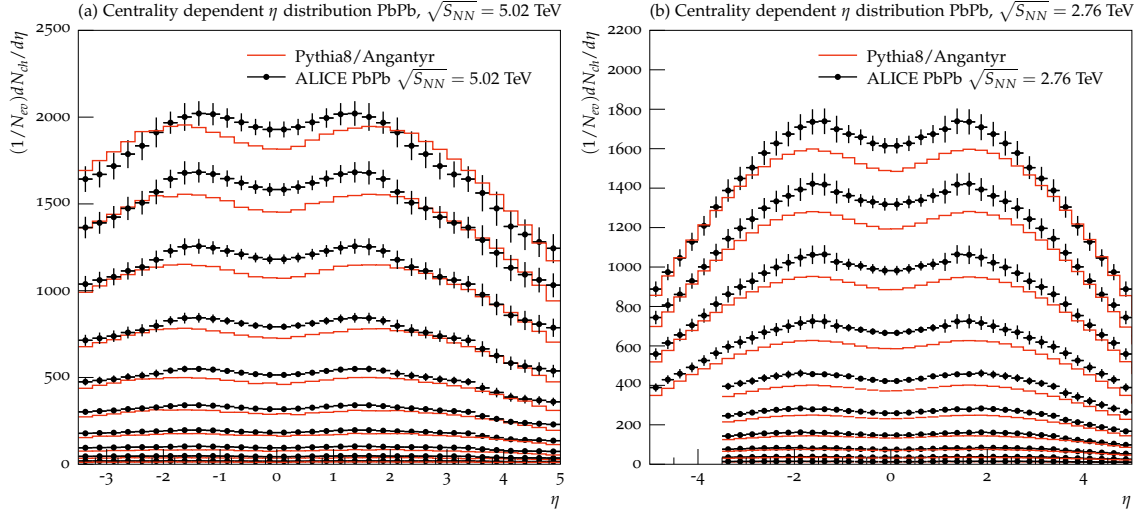 (a) Centrality dependent η distribution PbPb, √S_NN = 5.02 TeV
(1/N_ev)dN_ch/dη
2500
2000
1500
1000
500
0
Pythia8/Angantyr
ALICE PbPb √S_NN = 5.02 TeV
-3 -2 -1 0 1 2 3 4 5
η
(b) Centrality dependent η distribution PbPb, √S_NN = 2.76 TeV
(1/N_ev)dN_ch/dη
2200
2000
1800
1600
1400
1200
1000
800
600
400
200
0
Pythia8/Angantyr
ALICE PbPb √S_NN = 2.76 TeV
-4 -2 0 2 4
η